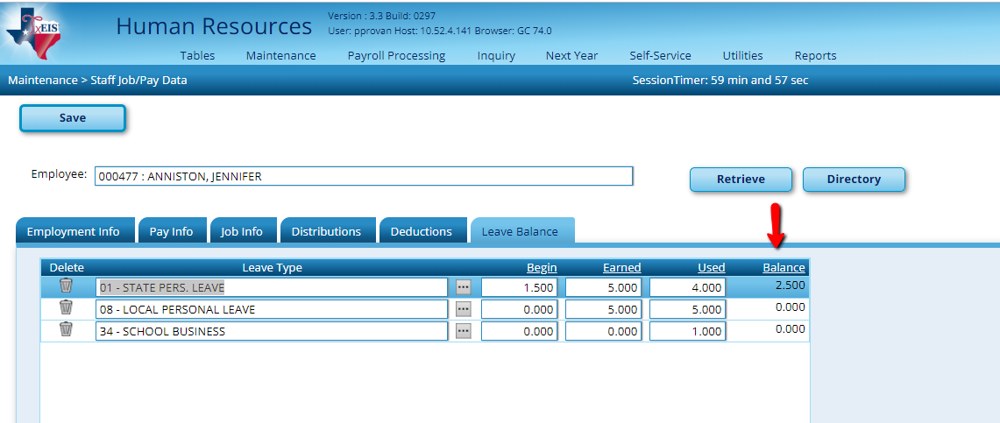 TxEIS
Human Resources
Version : 3.3 Build: 0297
User: pprovan Host: 10.52.4.141 Browser: GC 74.0
Tables Maintenance Payroll Processing Inquiry Next Year Self-Service Utilities Reports
Maintenance > Staff Job/Pay Data SessionTimer: 59 min and 57 sec
Save
Employee: 000477 : ANNISTON, JENNIFER Retrieve Directory
Employment Info Pay Info Job Info Distributions Deductions Leave Balance
Delete Leave Type Begin Earned Used Balance
01 - STATE PERS. LEAVE ... 1.500 5.000 4.000 2.500
08 - LOCAL PERSONAL LEAVE ... 0.000 5.000 5.000 0.000
34 - SCHOOL BUSINESS ... 0.000 0.000 1.000 0.000